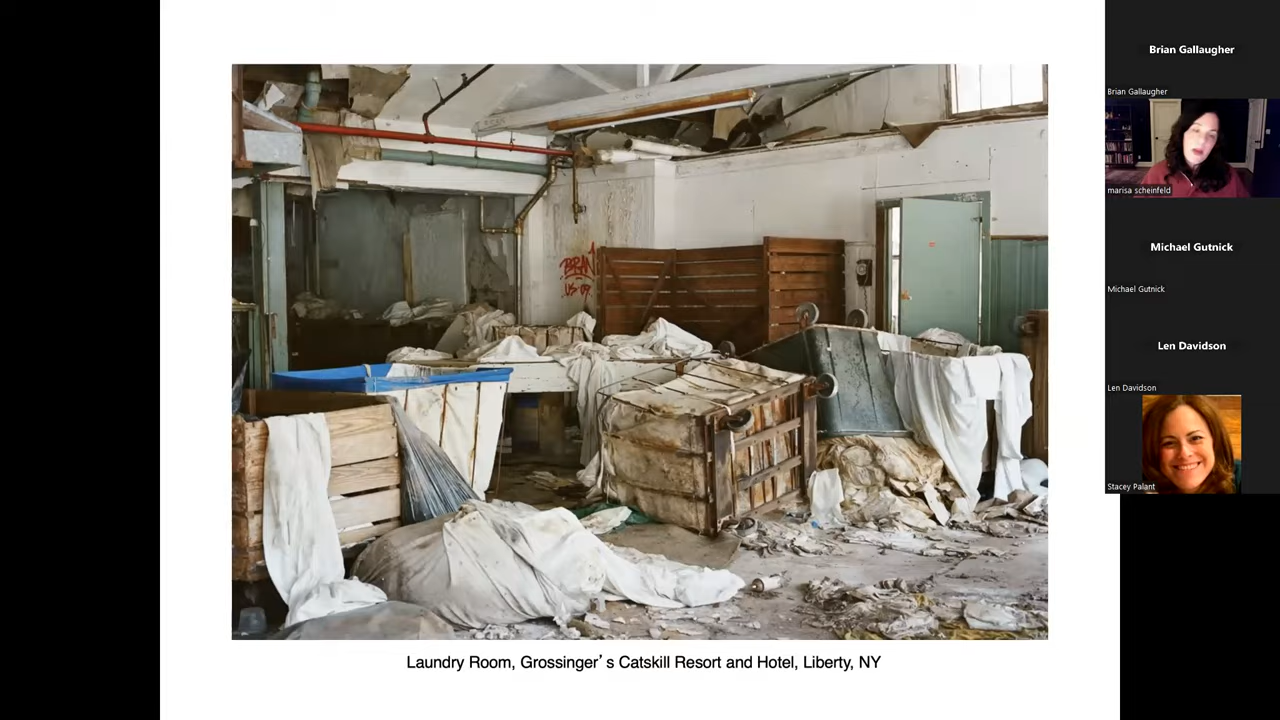 Brian Gallaugher
Brian Gallaugher
marisa scheinfeld
Michael Gutnick
Michael Gutnick
Len Davidson
Len Davidson
Stacey Palant
Laundry Room, Grossinger's Catskill Resort and Hotel, Liberty, NY